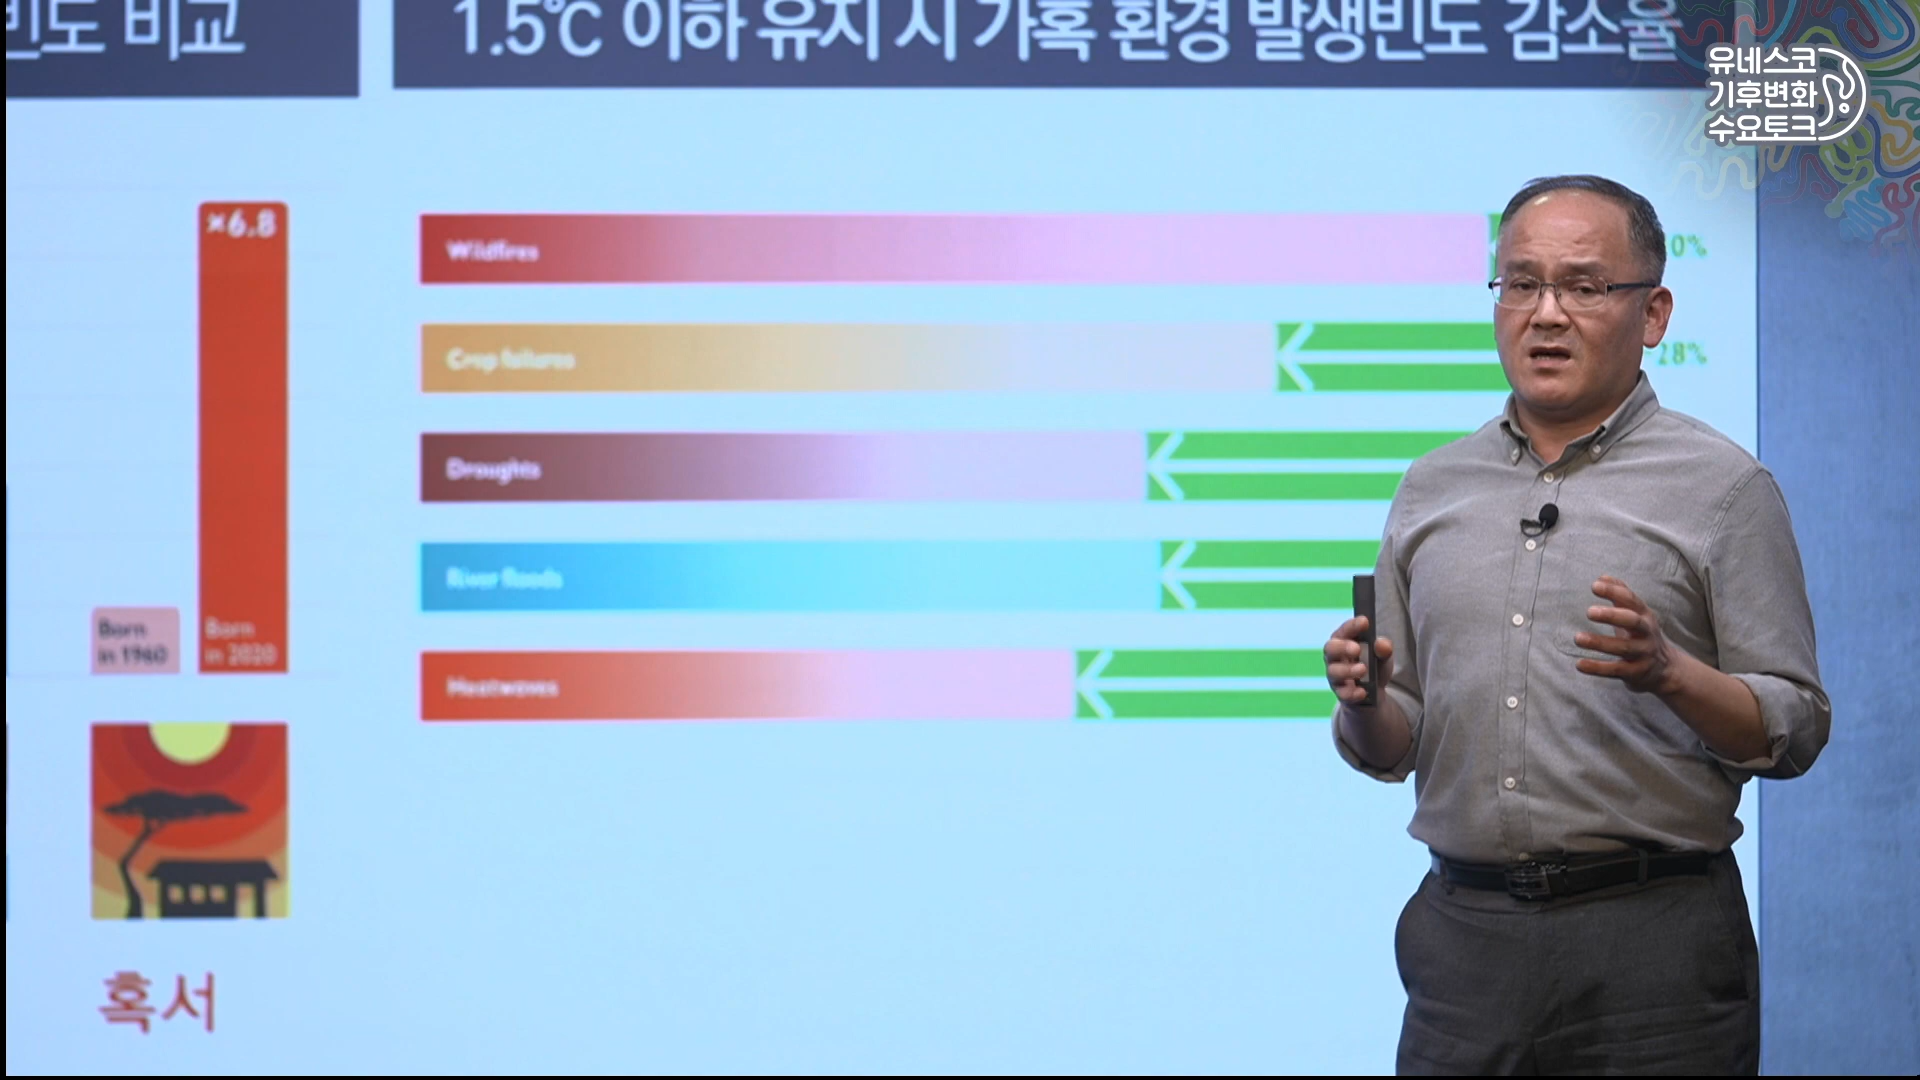 빈도 비교
1.5℃ 이하 유지 시 가혹 환경 발생빈도 감소율
유네스코
기후변화
수요토크
×6.8
Born
in 1960
Born
in 2020
혹서
Wildfires
0%
Crop failures
28%
Droughts
River floods
Heatwaves